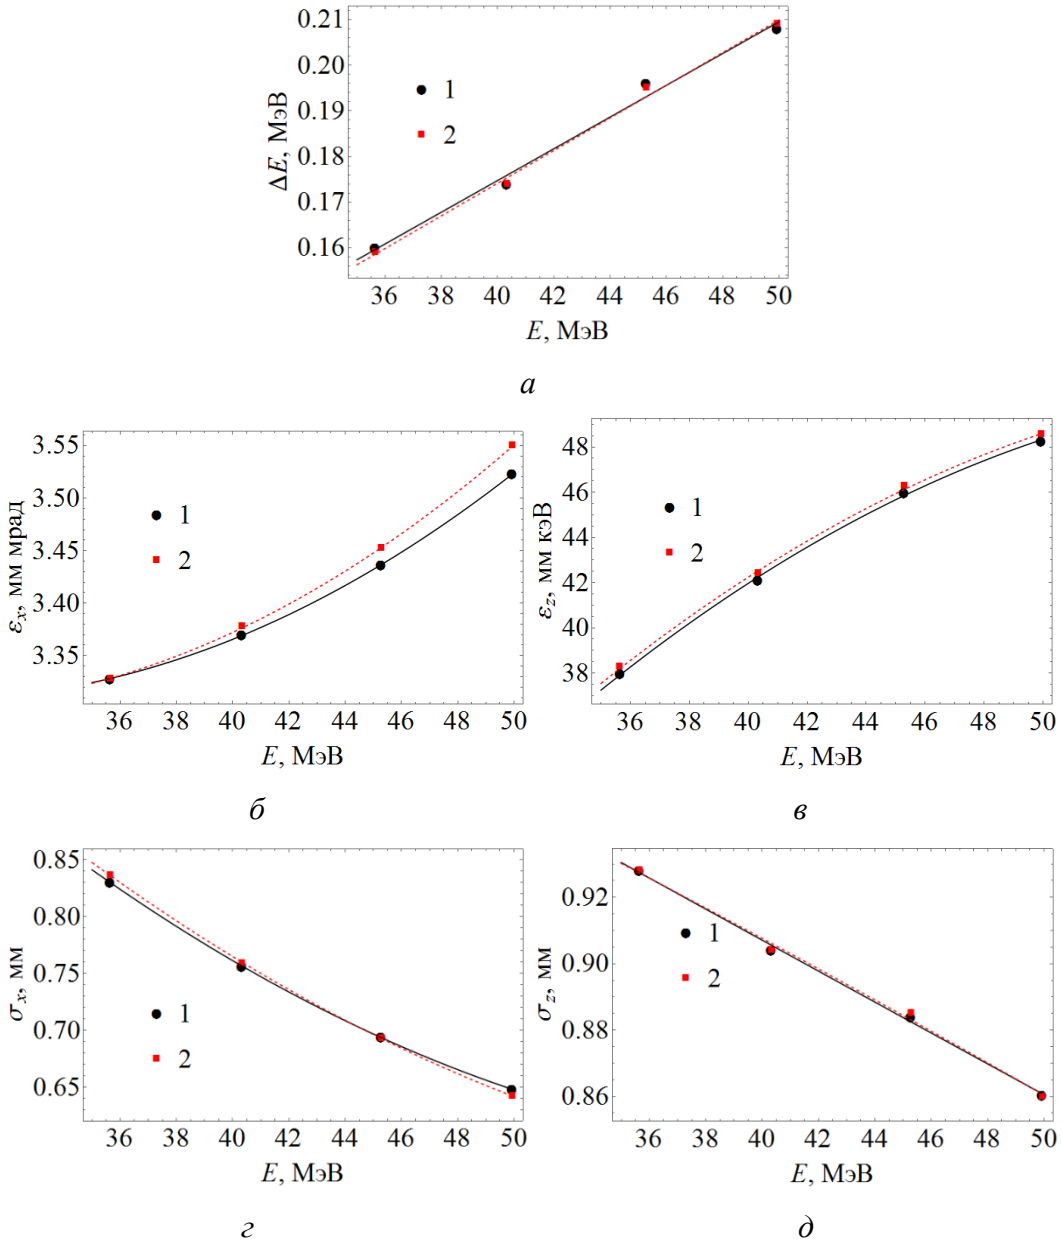 0.21
0.20
0.19
0.18
0.17
0.16
ΔE, МэВ
1
2
36 38 40 42 44 46 48 50
E, МэВ
а
3.55
3.50
3.45
3.40
3.35
εx, мм мрад
1
2
36 38 40 42 44 46 48 50
E, МэВ
б
48
46
44
42
40
38
εz, мм кэВ
1
2
36 38 40 42 44 46 48 50
E, МэВ
в
0.85
0.80
0.75
0.70
0.65
σx, мм
1
2
36 38 40 42 44 46 48 50
E, МэВ
г
0.92
0.90
0.88
0.86
σz, мм
1
2
36 38 40 42 44 46 48 50
E, МэВ
д